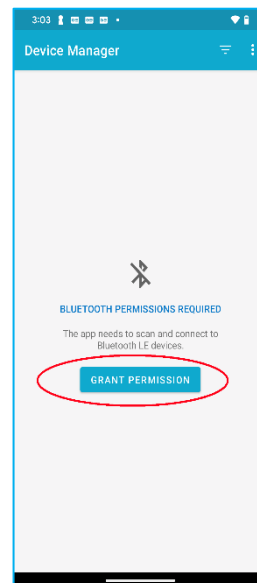 3:03
Device Manager
BLUETOOTH PERMISSIONS REQUIRED
The app needs to scan and connect to
Bluetooth LE devices.
GRANT PERMISSION